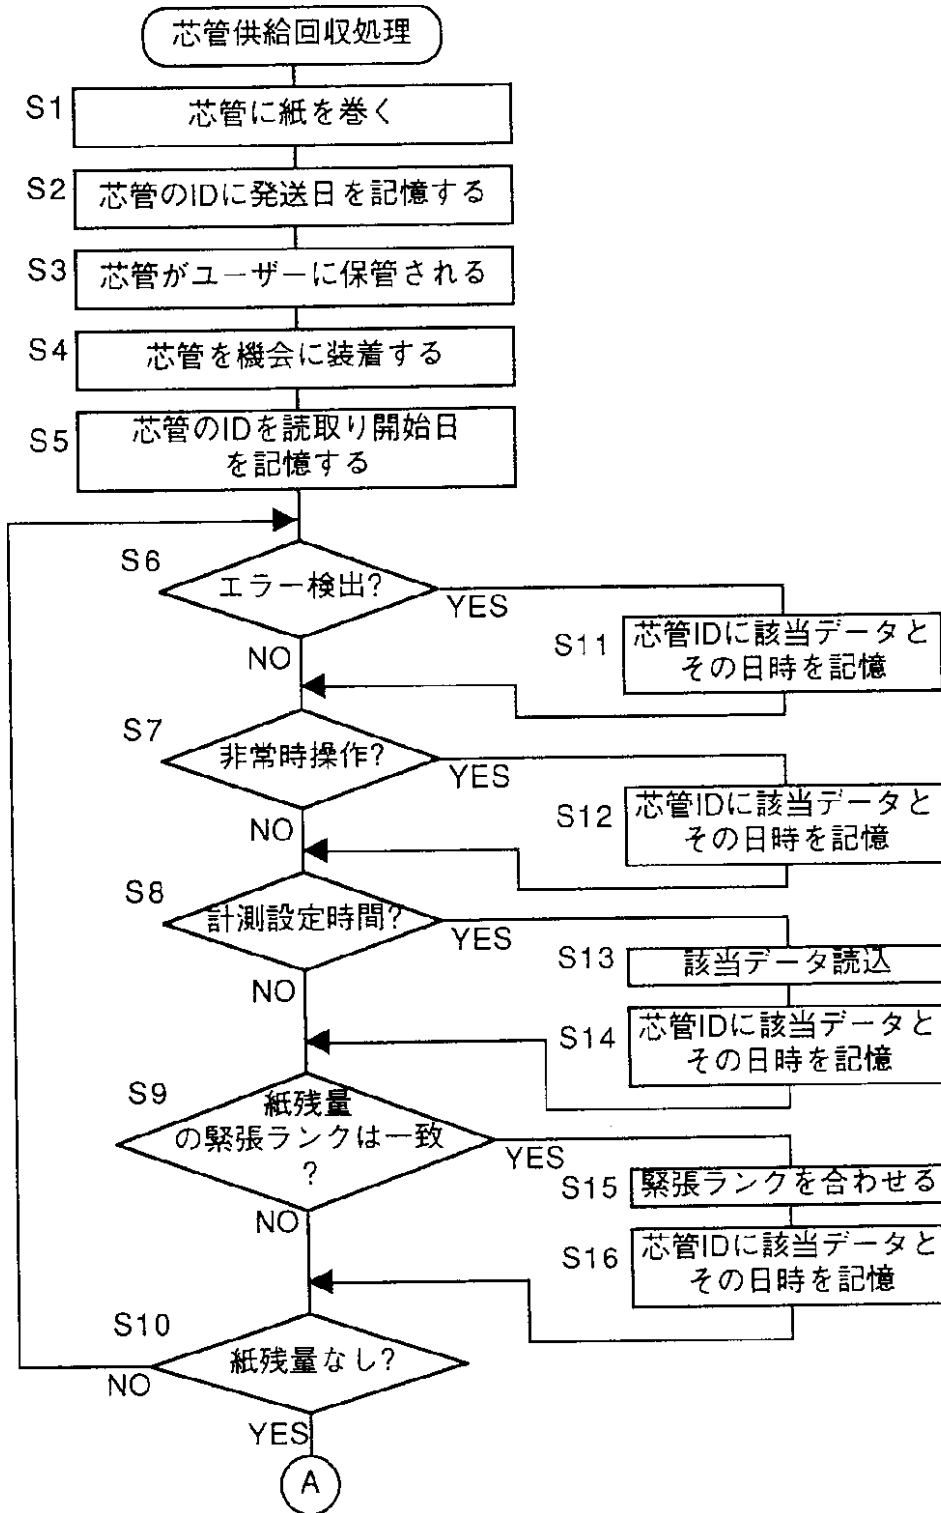 芯管供給回収処理
S1
芯管に紙を巻く
S2
芯管のIDに発送日を記憶する
S3
芯管がユーザーに保管される
S4
芯管を機会に装着する
S5
芯管のIDを読取り開始日
を記憶する
S6
エラー検出?
YES
NO
S11
芯管IDに該当データと
その日時を記憶
S7
非常時操作?
YES
NO
S12
芯管IDに該当データと
その日時を記憶
S8
計測設定時間?
YES
NO
S13
該当データ読込
S14
芯管IDに該当データと
その日時を記憶
S9
紙残量
の緊張ランクは一致
?
YES
NO
S15
緊張ランクを合わせる
S16
芯管IDに該当データと
その日時を記憶
S10
紙残量なし?
NO
YES
A